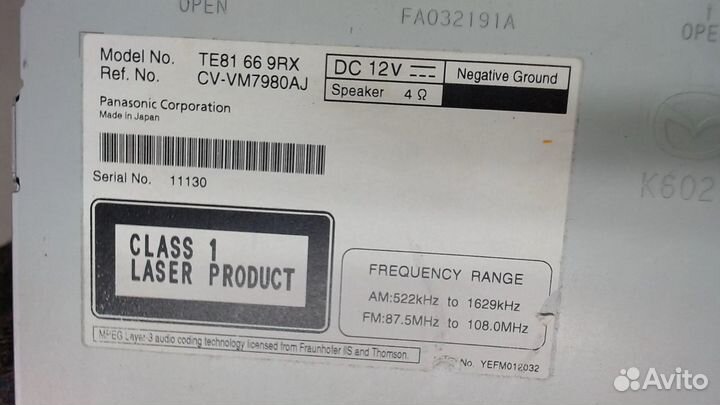 OPEN
FA032191A
OPE
Model No. TE81 66 9RX
Ref. No. CV-VM7980AJ
DC 12V
Negative Ground
Speaker 4 Ω
Panasonic Corporation
Made in Japan
Serial No. 11130
K602
CLASS 1
LASER PRODUCT
FREQUENCY RANGE
AM:522kHz to 1629kHz
FM:87.5MHz to 108.0MHz
MPEG Layer-3 audio coding technology licensed from Fraunhofer IIS and Thomson.
No. YEFM012032
Avito